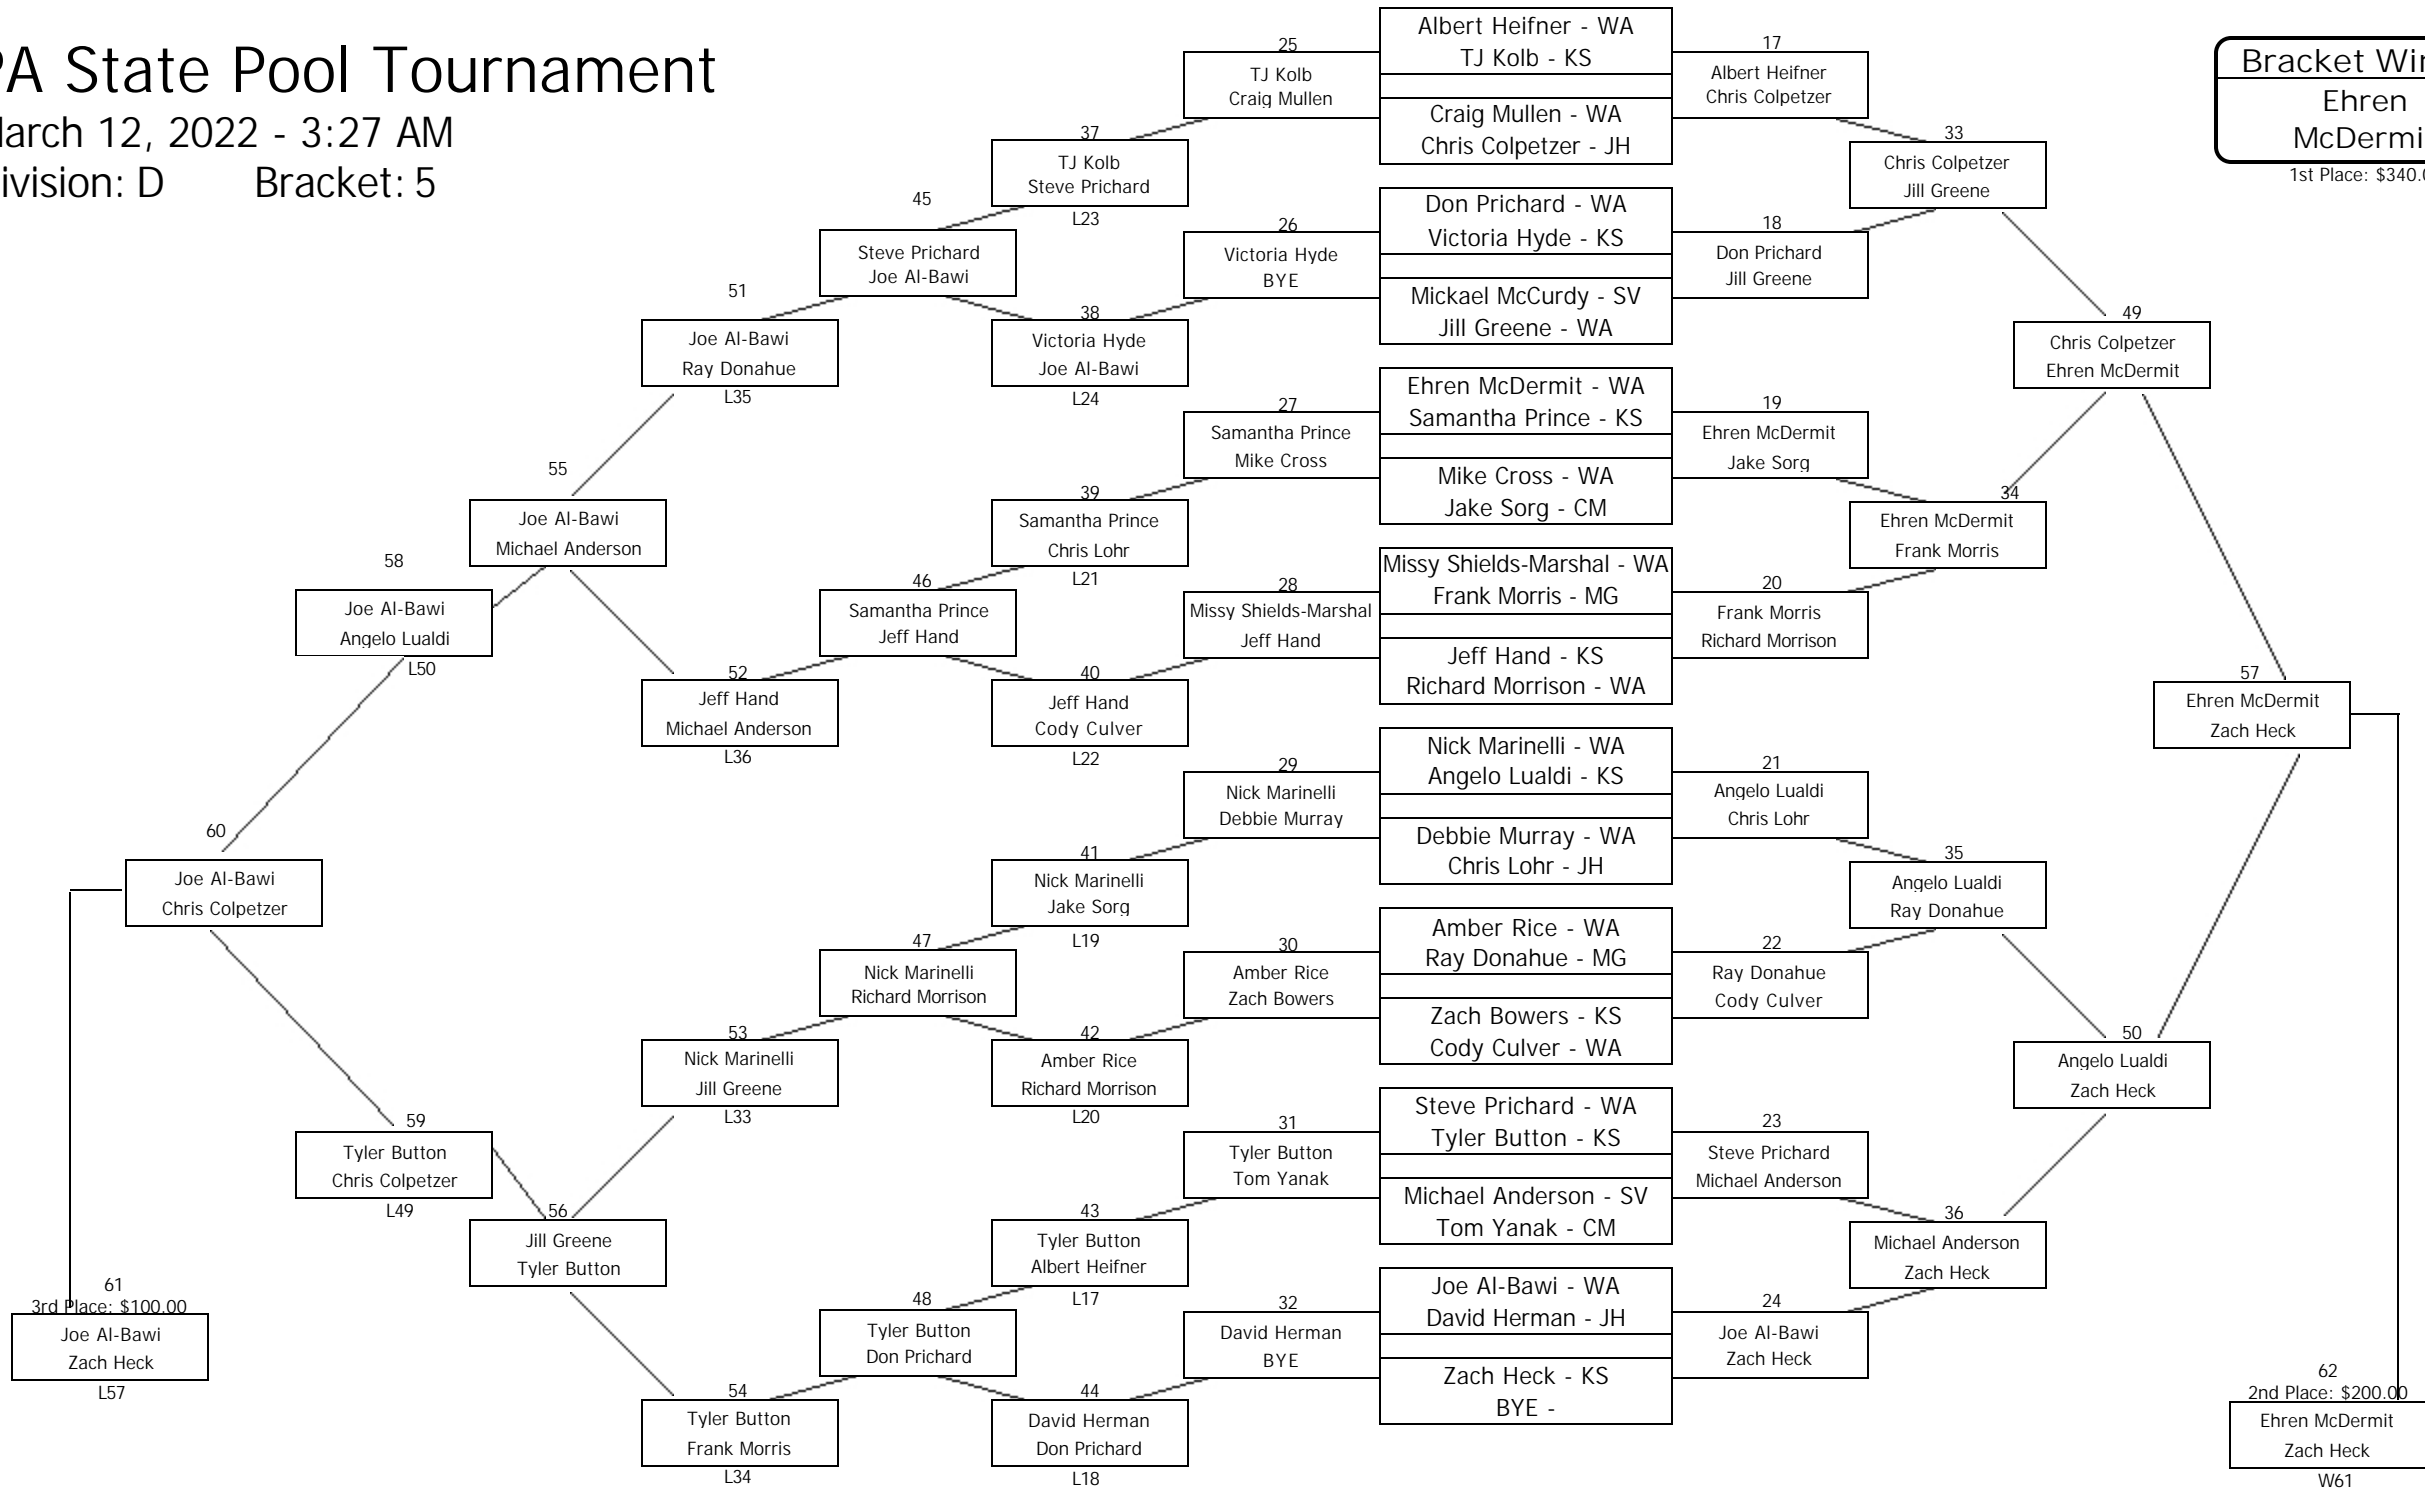 PA State Pool Tournament
March 12, 2022 - 3:27 AM
ivision: D Bracket: 5
Bracket Win
Ehren
McDermi
1st Place: $340.0
Albert Heifner - WA
TJ Kolb - KS
Craig Mullen - WA
Chris Colpetzer - JH
Don Prichard - WA
Victoria Hyde - KS
Mickael McCurdy - SV
Jill Greene - WA
Ehren McDermit - WA
Samantha Prince - KS
Mike Cross - WA
Jake Sorg - CM
Missy Shields-Marshal - WA
Frank Morris - MG
Jeff Hand - KS
Richard Morrison - WA
Nick Marinelli - WA
Angelo Lualdi - KS
Debbie Murray - WA
Chris Lohr - JH
Amber Rice - WA
Ray Donahue - MG
Zach Bowers - KS
Cody Culver - WA
Steve Prichard - WA
Tyler Button - KS
Michael Anderson - SV
Tom Yanak - CM
Joe Al-Bawi - WA
David Herman - JH
Zach Heck - KS
BYE -
17
Albert Heifner
Chris Colpetzer
18
Don Prichard
Jill Greene
19
Ehren McDermit
Jake Sorg
20
Frank Morris
Richard Morrison
21
Angelo Lualdi
Chris Lohr
22
Ray Donahue
Cody Culver
23
Steve Prichard
Michael Anderson
24
Joe Al-Bawi
Zach Heck
25
TJ Kolb
Craig Mullen
26
Victoria Hyde
BYE
27
Samantha Prince
Mike Cross
28
Missy Shields-Marshal
Jeff Hand
29
Nick Marinelli
Debbie Murray
30
Amber Rice
Zach Bowers
31
Tyler Button
Tom Yanak
32
David Herman
BYE
33
Chris Colpetzer
Jill Greene
34
Ehren McDermit
Frank Morris
35
Angelo Lualdi
Ray Donahue
36
Michael Anderson
Zach Heck
37
TJ Kolb
Steve Prichard
L23
38
Victoria Hyde
Joe Al-Bawi
L24
39
Samantha Prince
Chris Lohr
L21
40
Jeff Hand
Cody Culver
L22
41
Nick Marinelli
Jake Sorg
L19
42
Amber Rice
Richard Morrison
L20
43
Tyler Button
Albert Heifner
L17
44
David Herman
Don Prichard
L18
45
Steve Prichard
Joe Al-Bawi
46
Samantha Prince
Jeff Hand
47
Nick Marinelli
Richard Morrison
48
Tyler Button
Don Prichard
49
Chris Colpetzer
Ehren McDermit
50
Angelo Lualdi
Zach Heck
51
Joe Al-Bawi
Ray Donahue
L35
52
Jeff Hand
Michael Anderson
L36
53
Nick Marinelli
Jill Greene
L33
54
Tyler Button
Frank Morris
L34
55
Joe Al-Bawi
Michael Anderson
56
Jill Greene
Tyler Button
57
Ehren McDermit
Zach Heck
58
Joe Al-Bawi
Angelo Lualdi
L50
59
Tyler Button
Chris Colpetzer
L49
60
Joe Al-Bawi
Chris Colpetzer
61
3rd Place: $100.00
Joe Al-Bawi
Zach Heck
L57
62
2nd Place: $200.00
Ehren McDermit
Zach Heck
W61